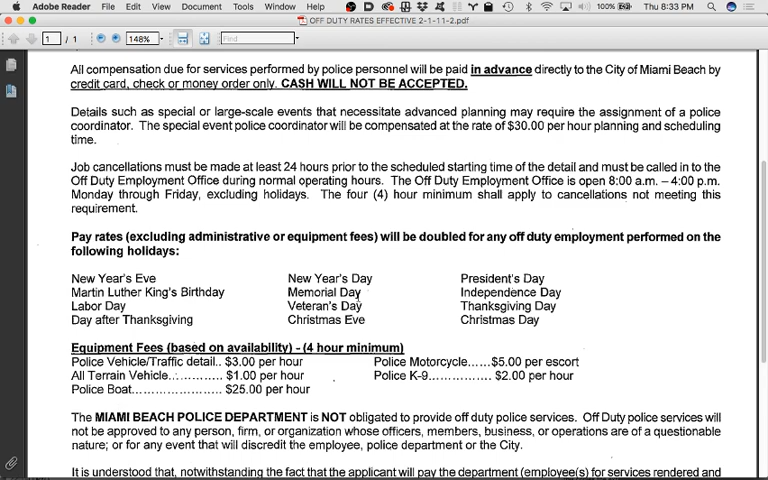 Adobe Reader File Edit View Document Tools Window Help 100% Thu 8:33 PM
OFF DUTY RATES EFFECTIVE 2-1-11-2.pdf
1 / 1 148% Find
All compensation due for services performed by police personnel will be paid in advance directly to the City of Miami Beach by
credit card, check or money order only. CASH WILL NOT BE ACCEPTED.
Details such as special or large-scale events that necessitate advanced planning may require the assignment of a police
coordinator. The special event police coordinator will be compensated at the rate of $30.00 per hour planning and scheduling
time.
Job cancellations must be made at least 24 hours prior to the scheduled starting time of the detail and must be called in to the
Off Duty Employment Office during normal operating hours. The Off Duty Employment Office is open 8:00 a.m. – 4:00 p.m.
Monday through Friday, excluding holidays. The four (4) hour minimum shall apply to cancellations not meeting this
requirement.
Pay rates (excluding administrative or equipment fees) will be doubled for any off duty employment performed on the
following holidays:
New Year's Eve New Year's Day President's Day
Martin Luther King's Birthday Memorial Day Independence Day
Labor Day Veteran's Day Thanksgiving Day
Day after Thanksgiving Christmas Eve Christmas Day
Equipment Fees (based on availability) - (4 hour minimum)
Police Vehicle/Traffic detail.. $3.00 per hour Police Motorcycle......$5.00 per escort
All Terrain Vehicle............ $1.00 per hour Police K-9................ $2.00 per hour
Police Boat....................... $25.00 per hour
The MIAMI BEACH POLICE DEPARTMENT is NOT obligated to provide off duty police services. Off Duty police services will
not be approved to any person, firm, or organization whose officers, members, business, or operations are of a questionable
nature; or for any event that will discredit the employee, police department or the City.
It is understood that, notwithstanding the fact that the applicant will pay the department (employee(s) for services rendered and